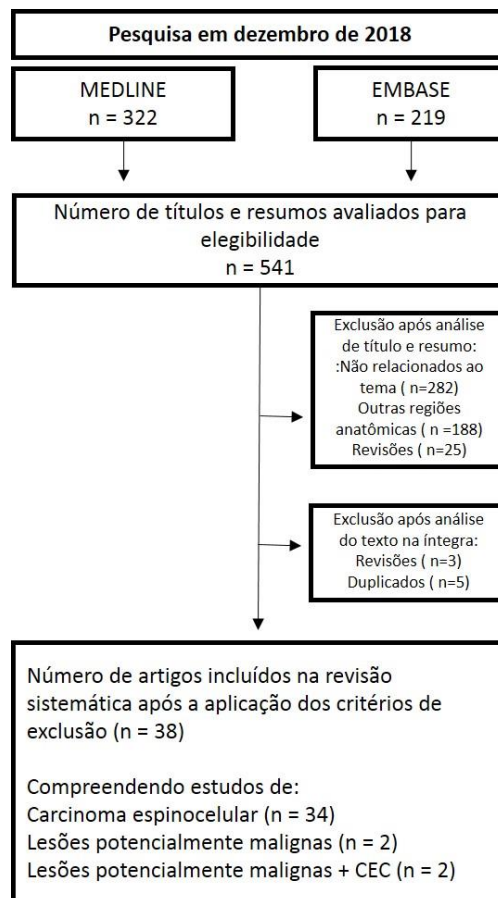 Pesquisa em dezembro de 2018
MEDLINE
n = 322
EMBASE
n = 219
Número de títulos e resumos avaliados para
elegibilidade
n = 541
Exclusão após análise
de título e resumo:
:Não relacionados ao
tema ( n=282)
Outras regiões
anatômicas ( n =188)
Revisões ( n=25)
Exclusão após análise
do texto na íntegra:
Revisões ( n=3)
Duplicados ( n=5)
Número de artigos incluídos na revisão
sistemática após a aplicação dos critérios de
exclusão (n = 38)
Compreendendo estudos de:
Carcinoma espinocelular (n = 34)
Lesões potencialmente malignas (n = 2)
Lesões potencialmente malignas + CEC (n = 2)